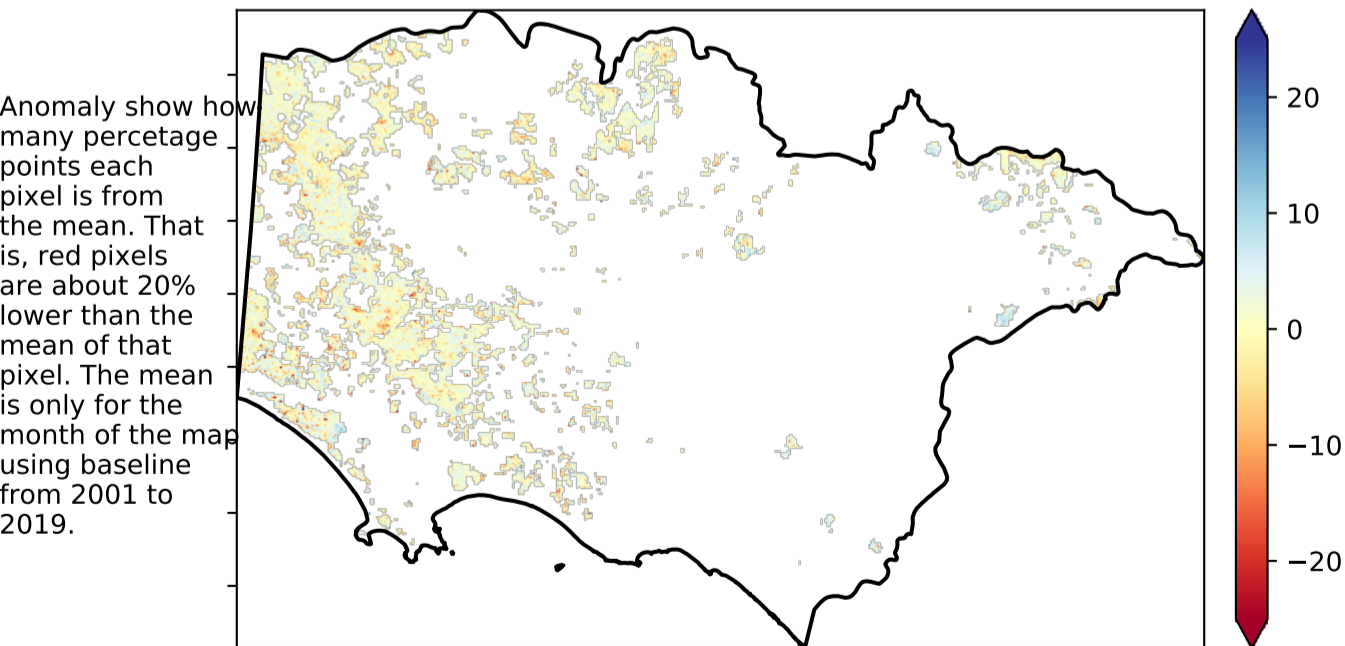 Anomaly show how
many percetage
points each
pixel is from
the mean. That
is, red pixels
are about 20%
lower than the
mean of that
pixel. The mean
is only for the
month of the map
using baseline
from 2001 to
2019.
20
10
0
−10
−20